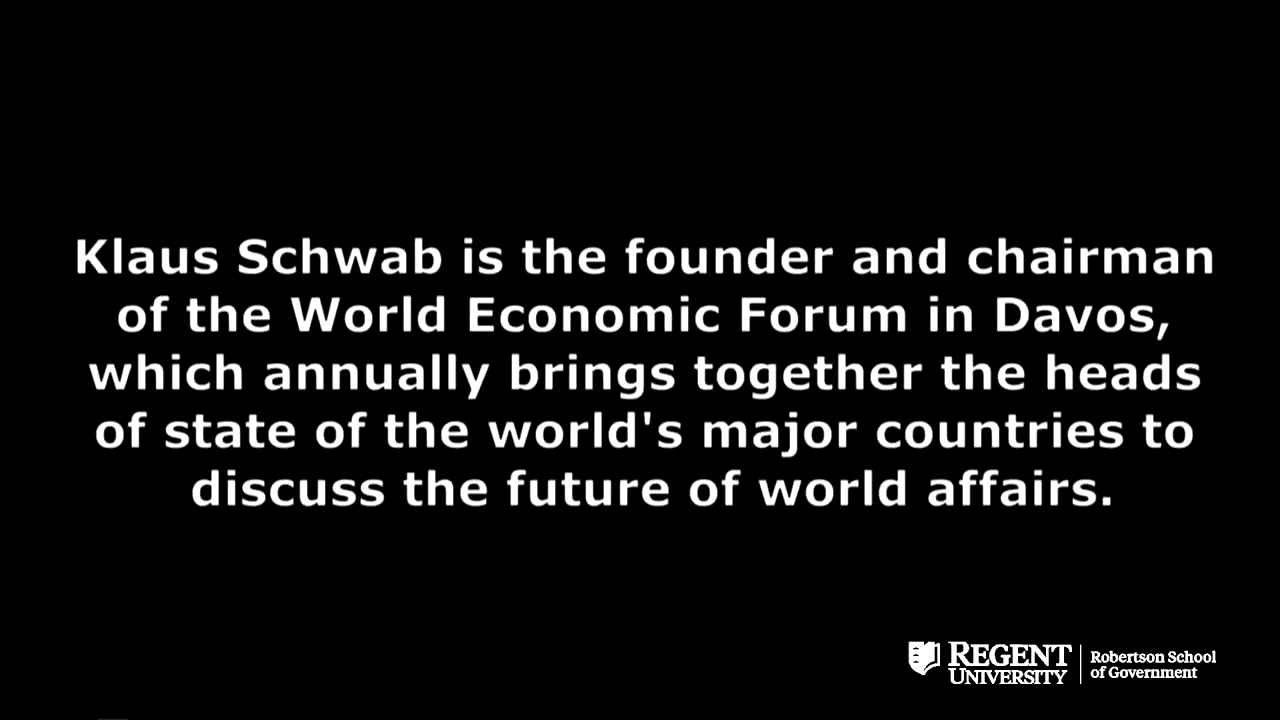 Klaus Schwab is the founder and chairman
of the World Economic Forum in Davos,
which annually brings together the heads
of state of the world's major countries to
discuss the future of world affairs.
REGENT
UNIVERSITY
Robertson School
of Government